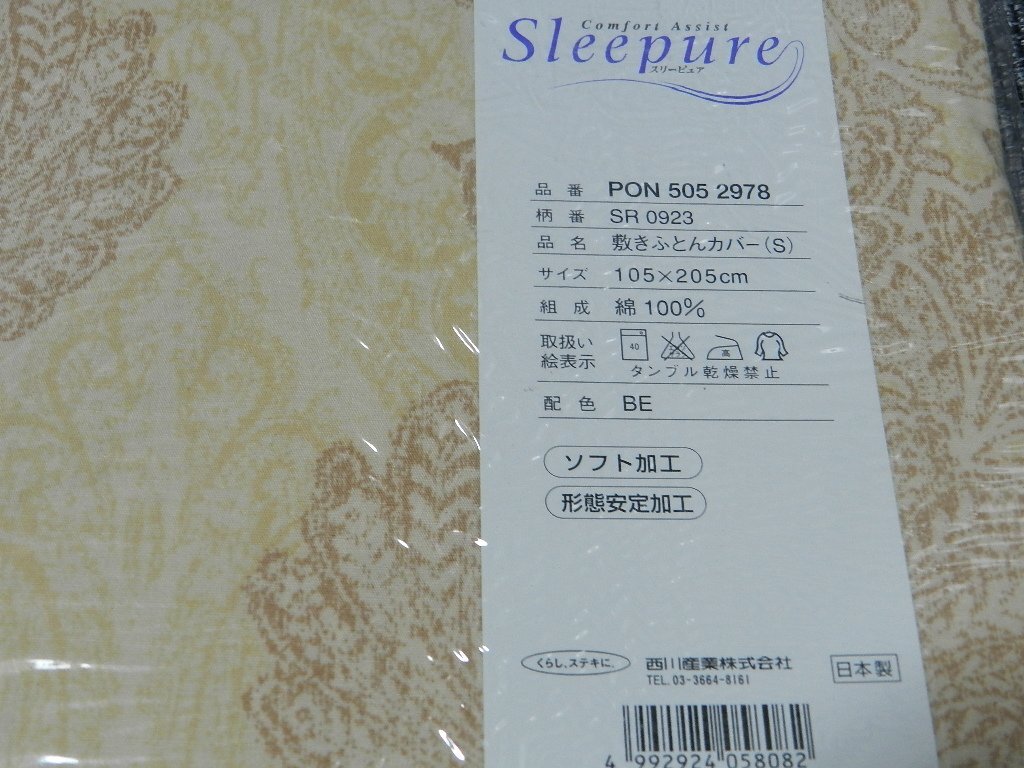 Comfort Assist
Sleepure
スリーピュア
品 番 PON 505 2978
柄 番 SR 0923
品 名 敷きふとんカバー(S)
サイズ 105×205cm
組 成 綿 100%
取扱い
絵表示
40 高
タンブル乾燥禁止
配 色 BE
ソフト加工
形態安定加工
くらし、ステキに。 西川産業株式会社 日本製
TEL. 03-3664-8161
4 992924 058082